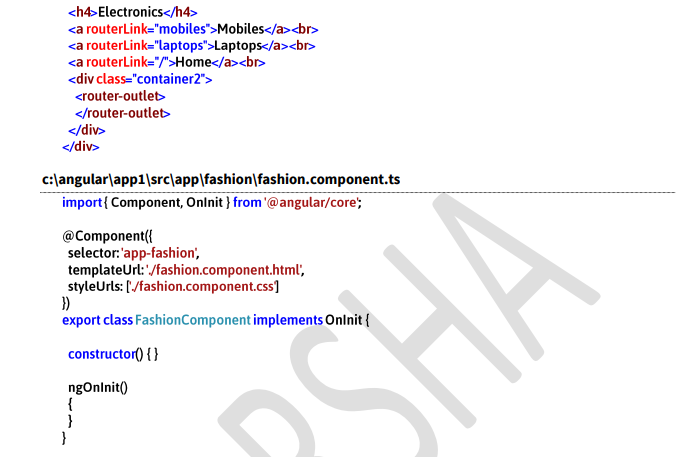 <h4>Electronics</h4>
<a routerLink="mobiles">Mobiles</a><br>
<a routerLink="laptops">Laptops</a><br>
<a routerLink="/">Home</a><br>
<div class="container2">
<router-outlet>
</router-outlet>
</div>
</div>
c:\angular\app1\src\app\fashion\fashion.component.ts
import { Component, OnInit } from '@angular/core';
@Component({
selector: 'app-fashion',
templateUrl: './fashion.component.html',
styleUrls: ['./fashion.component.css']
})
export class FashionComponent implements OnInit {
constructor() { }
ngOnInit()
{
}
}
RSHA